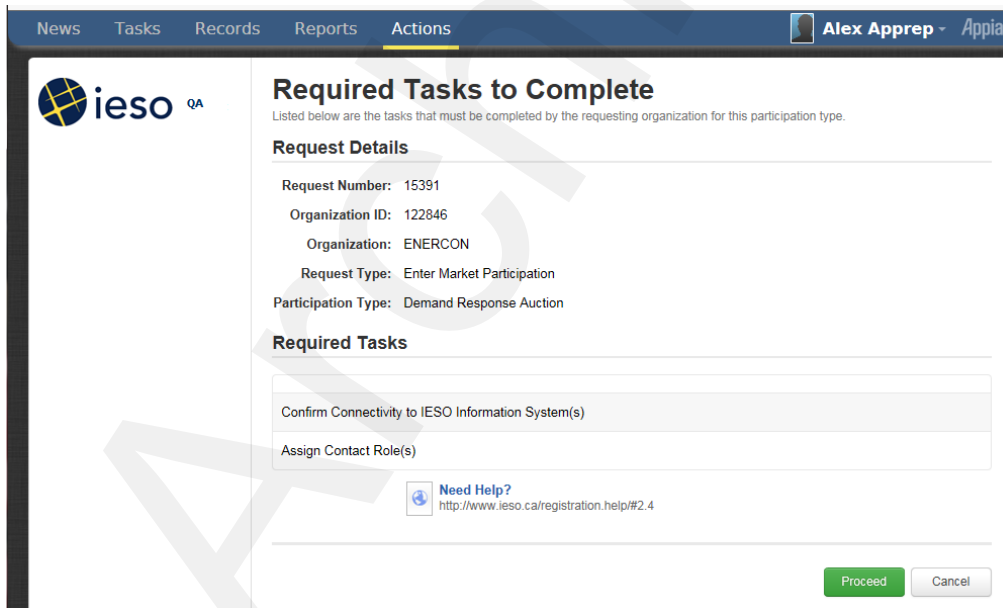 News Tasks Records Reports Actions Alex Apprep Appia
ieso QA
Required Tasks to Complete
Listed below are the tasks that must be completed by the requesting organization for this participation type.
Request Details
Request Number: 15391
Organization ID: 122846
Organization: ENERCON
Request Type: Enter Market Participation
Participation Type: Demand Response Auction
Required Tasks
Confirm Connectivity to IESO Information System(s)
Assign Contact Role(s)
Need Help?
http://www.ieso.ca/registration.help/#2.4
Proceed Cancel